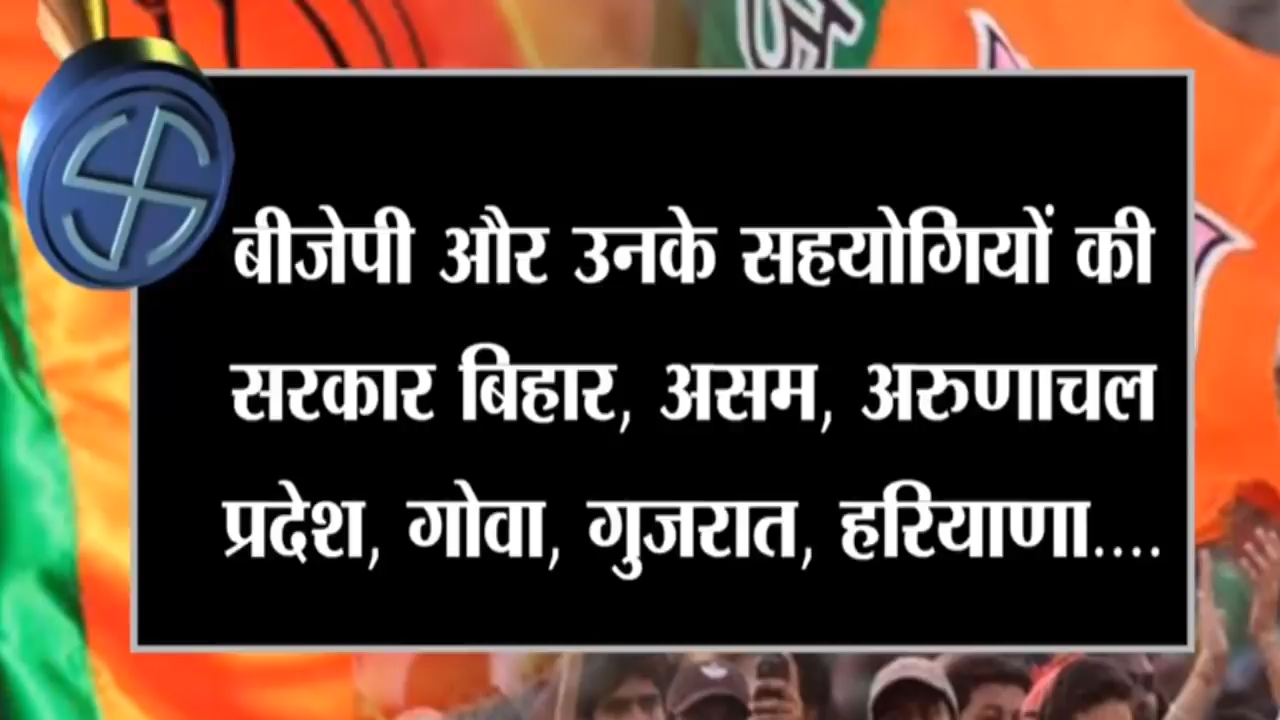 बीजेपी और उनके सहयोगियों की
सरकार बिहार, असम, अरुणाचल
प्रदेश, गोवा, गुजरात, हरियाणा....